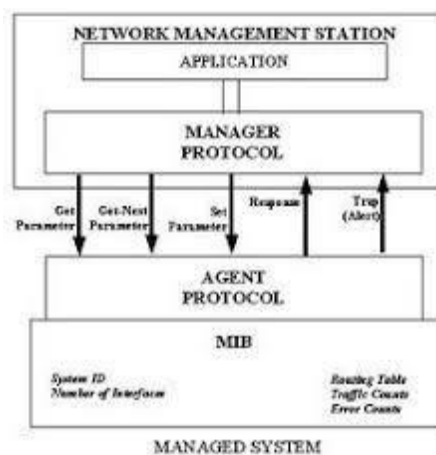 NETWORK MANAGEMENT STATION
APPLICATION
MANAGER
PROTOCOL
Get
Parameter
Get-Next
Parameter
Set
Parameter
Response
Trap
(Alert)
AGENT
PROTOCOL
MIB
System ID
Number of Interfaces
Routing Table
Traffic Counts
Error Counts
MANAGED SYSTEM